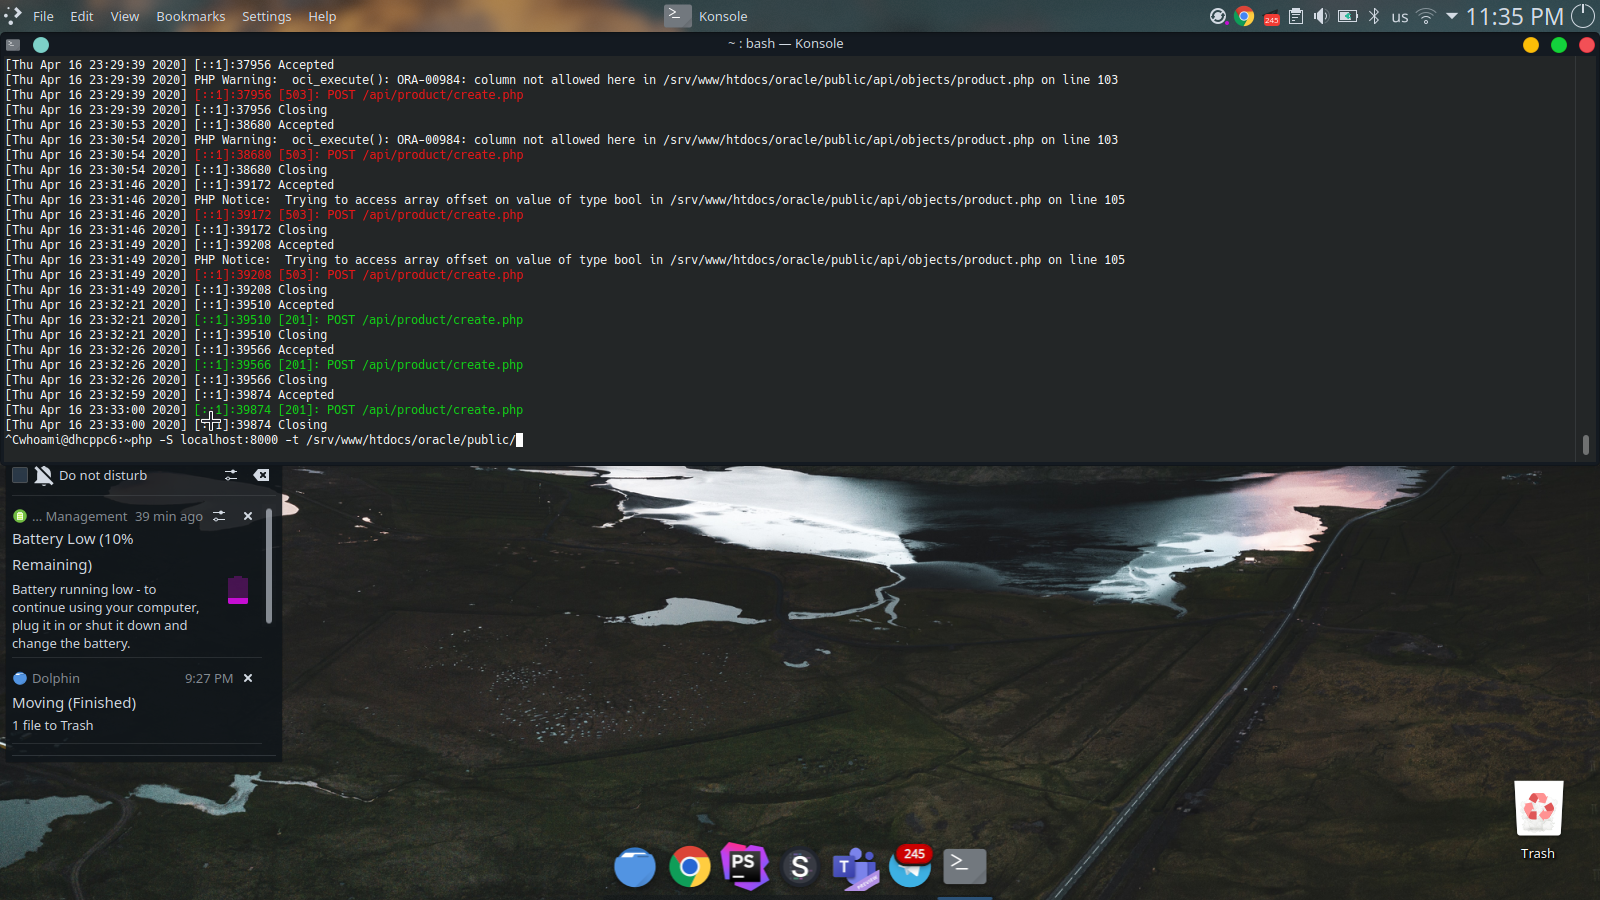 File Edit View Bookmarks Settings Help
Konsole
245
us
11:35 PM
~ : bash — Konsole
[Thu Apr 16 23:29:39 2020] [::1]:37956 Accepted
[Thu Apr 16 23:29:39 2020] PHP Warning:  oci_execute(): ORA-00984: column not allowed here in /srv/www/htdocs/oracle/public/api/objects/product.php on line 103
[Thu Apr 16 23:29:39 2020] [::1]:37956 [503]: POST /api/product/create.php
[Thu Apr 16 23:29:39 2020] [::1]:37956 Closing
[Thu Apr 16 23:30:53 2020] [::1]:38680 Accepted
[Thu Apr 16 23:30:54 2020] PHP Warning:  oci_execute(): ORA-00984: column not allowed here in /srv/www/htdocs/oracle/public/api/objects/product.php on line 103
[Thu Apr 16 23:30:54 2020] [::1]:38680 [503]: POST /api/product/create.php
[Thu Apr 16 23:30:54 2020] [::1]:38680 Closing
[Thu Apr 16 23:31:46 2020] [::1]:39172 Accepted
[Thu Apr 16 23:31:46 2020] PHP Notice:  Trying to access array offset on value of type bool in /srv/www/htdocs/oracle/public/api/objects/product.php on line 105
[Thu Apr 16 23:31:46 2020] [::1]:39172 [503]: POST /api/product/create.php
[Thu Apr 16 23:31:46 2020] [::1]:39172 Closing
[Thu Apr 16 23:31:49 2020] [::1]:39208 Accepted
[Thu Apr 16 23:31:49 2020] PHP Notice:  Trying to access array offset on value of type bool in /srv/www/htdocs/oracle/public/api/objects/product.php on line 105
[Thu Apr 16 23:31:49 2020] [::1]:39208 [503]: POST /api/product/create.php
[Thu Apr 16 23:31:49 2020] [::1]:39208 Closing
[Thu Apr 16 23:32:21 2020] [::1]:39510 Accepted
[Thu Apr 16 23:32:21 2020] [::1]:39510 [201]: POST /api/product/create.php
[Thu Apr 16 23:32:21 2020] [::1]:39510 Closing
[Thu Apr 16 23:32:26 2020] [::1]:39566 Accepted
[Thu Apr 16 23:32:26 2020] [::1]:39566 [201]: POST /api/product/create.php
[Thu Apr 16 23:32:26 2020] [::1]:39566 Closing
[Thu Apr 16 23:32:59 2020] [::1]:39874 Accepted
[Thu Apr 16 23:33:00 2020] [::1]:39874 [201]: POST /api/product/create.php
[Thu Apr 16 23:33:00 2020] [::1]:39874 Closing
^Cwhoami@dhcppc6:~php -S localhost:8000 -t /srv/www/htdocs/oracle/public/
Do not disturb
... Management 39 min ago
Battery Low (10%
Remaining)
Battery running low - to
continue using your computer,
plug it in or shut it down and
change the battery.
Dolphin 9:27 PM
Moving (Finished)
1 file to Trash
Trash
PS
S
T
PREVIEW
245